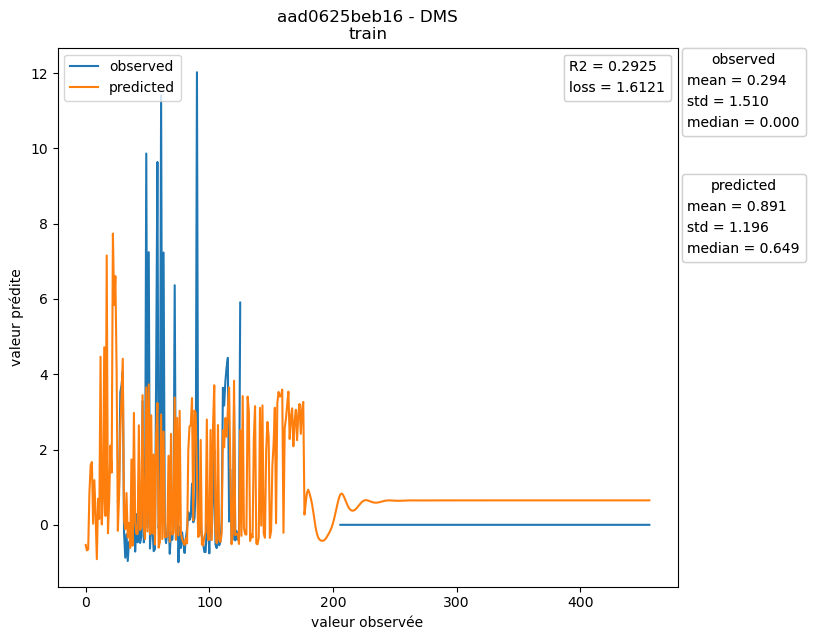 aad0625beb16 - DMS
train
observed
predicted
R2 = 0.2925
loss = 1.6121
observed
mean = 0.294
std = 1.510
median = 0.000
predicted
mean = 0.891
std = 1.196
median = 0.649
valeur prédite
12
10
8
6
4
2
0
0
100
200
300
400
valeur observée